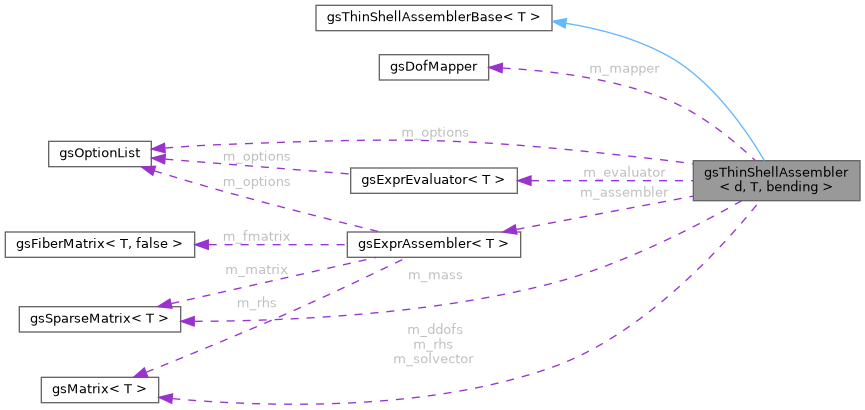 gsThinShellAssemblerBase< T >
gsDofMapper
m_mapper
m_options
gsOptionList
m_options
gsThinShellAssembler
< d, T, bending >
gsExprEvaluator< T >
m_evaluator
m_options
m_assembler
m_fmatrix
gsFiberMatrix< T, false >
gsExprAssembler< T >
m_matrix
m_mass
m_rhs
gsSparseMatrix< T >
m_ddofs
m_rhs
m_solvector
gsMatrix< T >